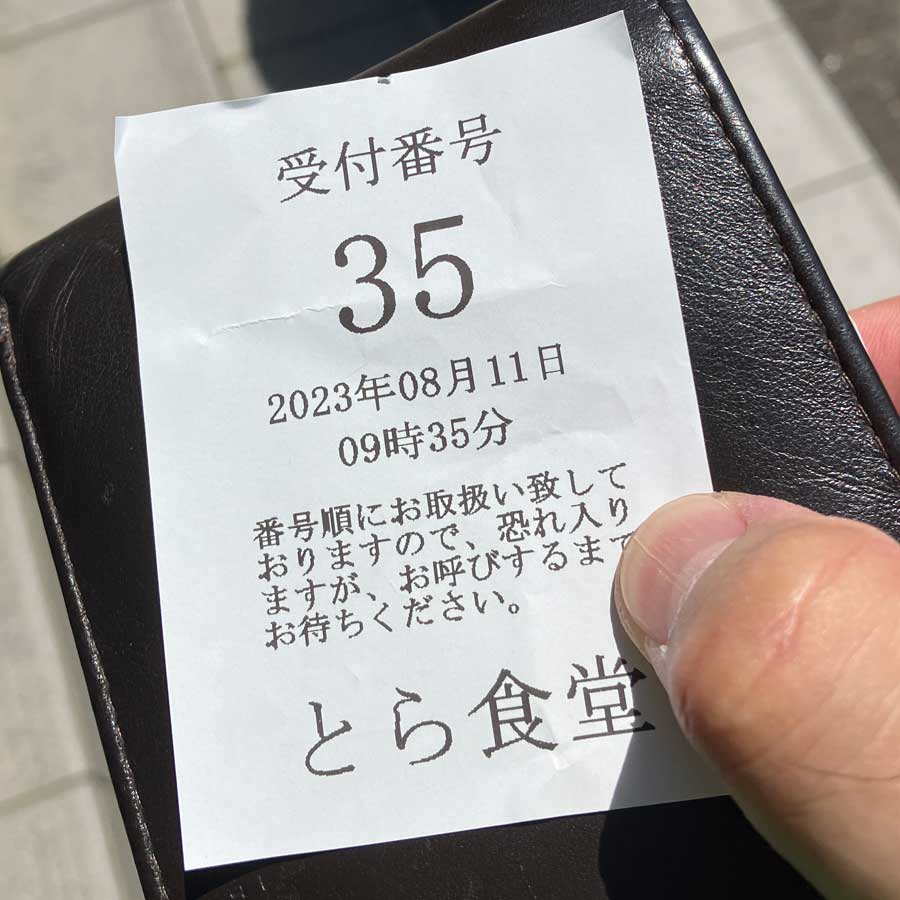 受付番号
35
2023年08月11日
09時35分
番号順にお取扱い致して
おりますので、恐れ入り
ますが、お呼びするまで
お待ちください。
とら食堂